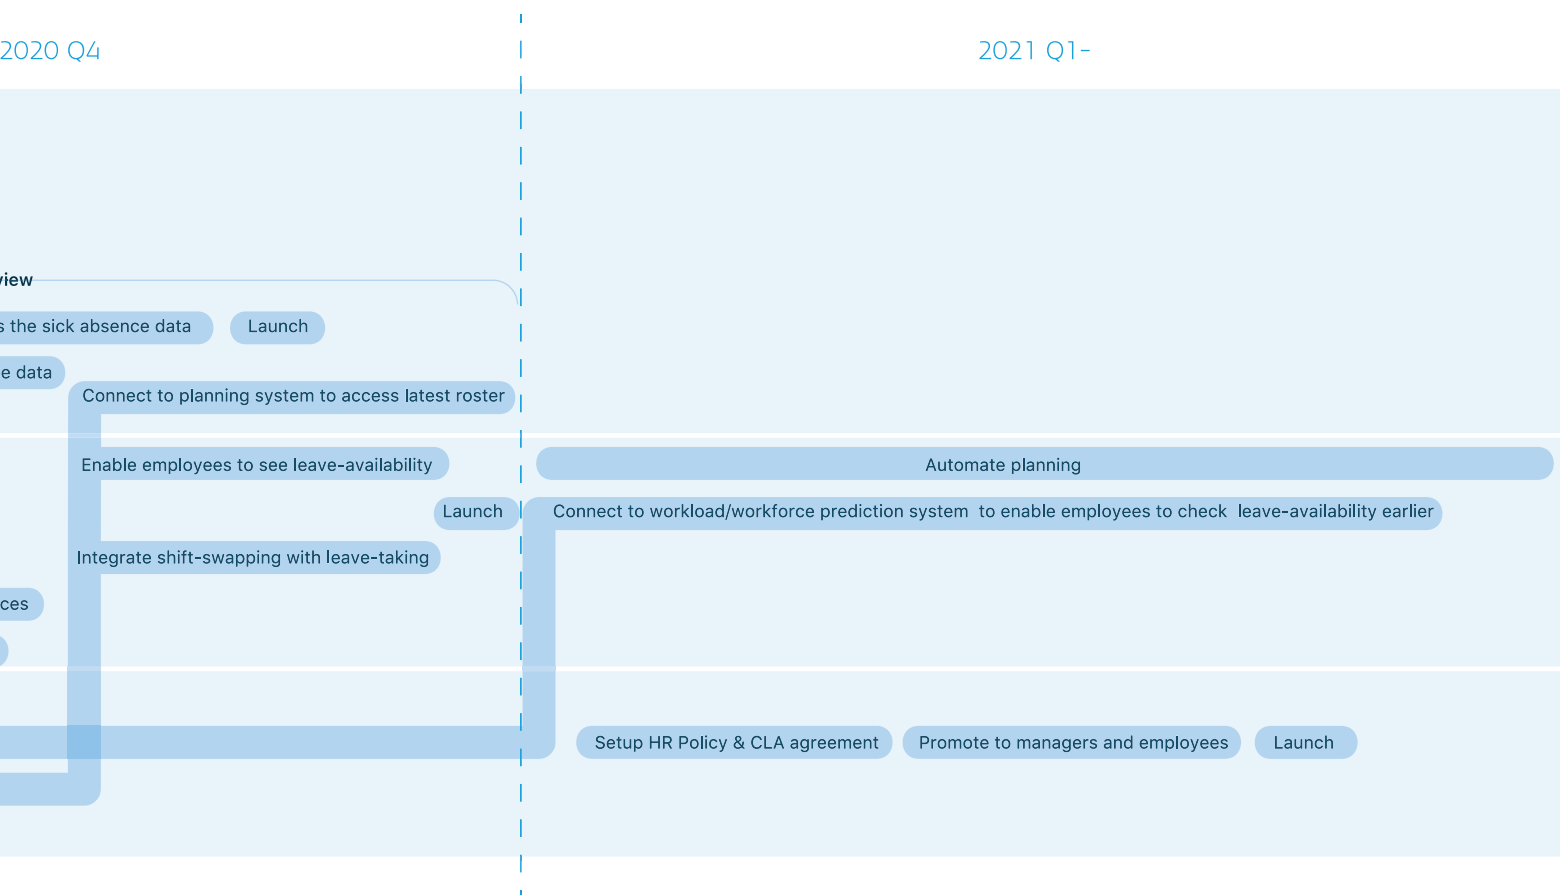 2020 Q4
2021 Q1-
view
s the sick absence data
Launch
e data
Connect to planning system to access latest roster
Enable employees to see leave-availability
Automate planning
Launch
Connect to workload/workforce prediction system  to enable employees to check  leave-availability earlier
Integrate shift-swapping with leave-taking
ces
Setup HR Policy & CLA agreement
Promote to managers and employees
Launch